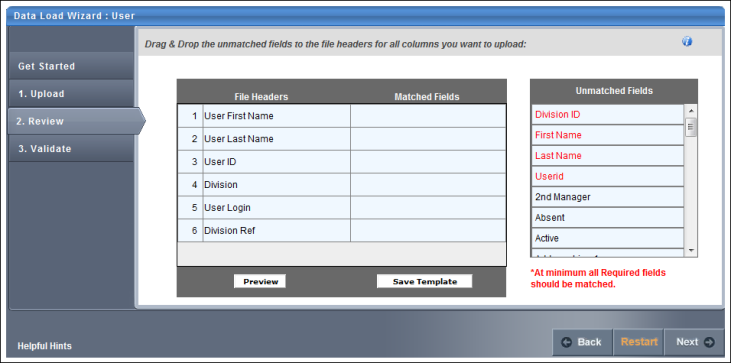 Data Load Wizard : User
Drag & Drop the unmatched fields to the file headers for all columns you want to upload:
Get Started
1. Upload
2. Review
3. Validate
File Headers Matched Fields
1 User First Name
2 User Last Name
3 User ID
4 Division
5 User Login
6 Division Ref
Preview Save Template
Unmatched Fields
Division ID
First Name
Last Name
Userid
2nd Manager
Absent
Active
*At minimum all Required fields
should be matched.
Helpful Hints
Back Restart Next